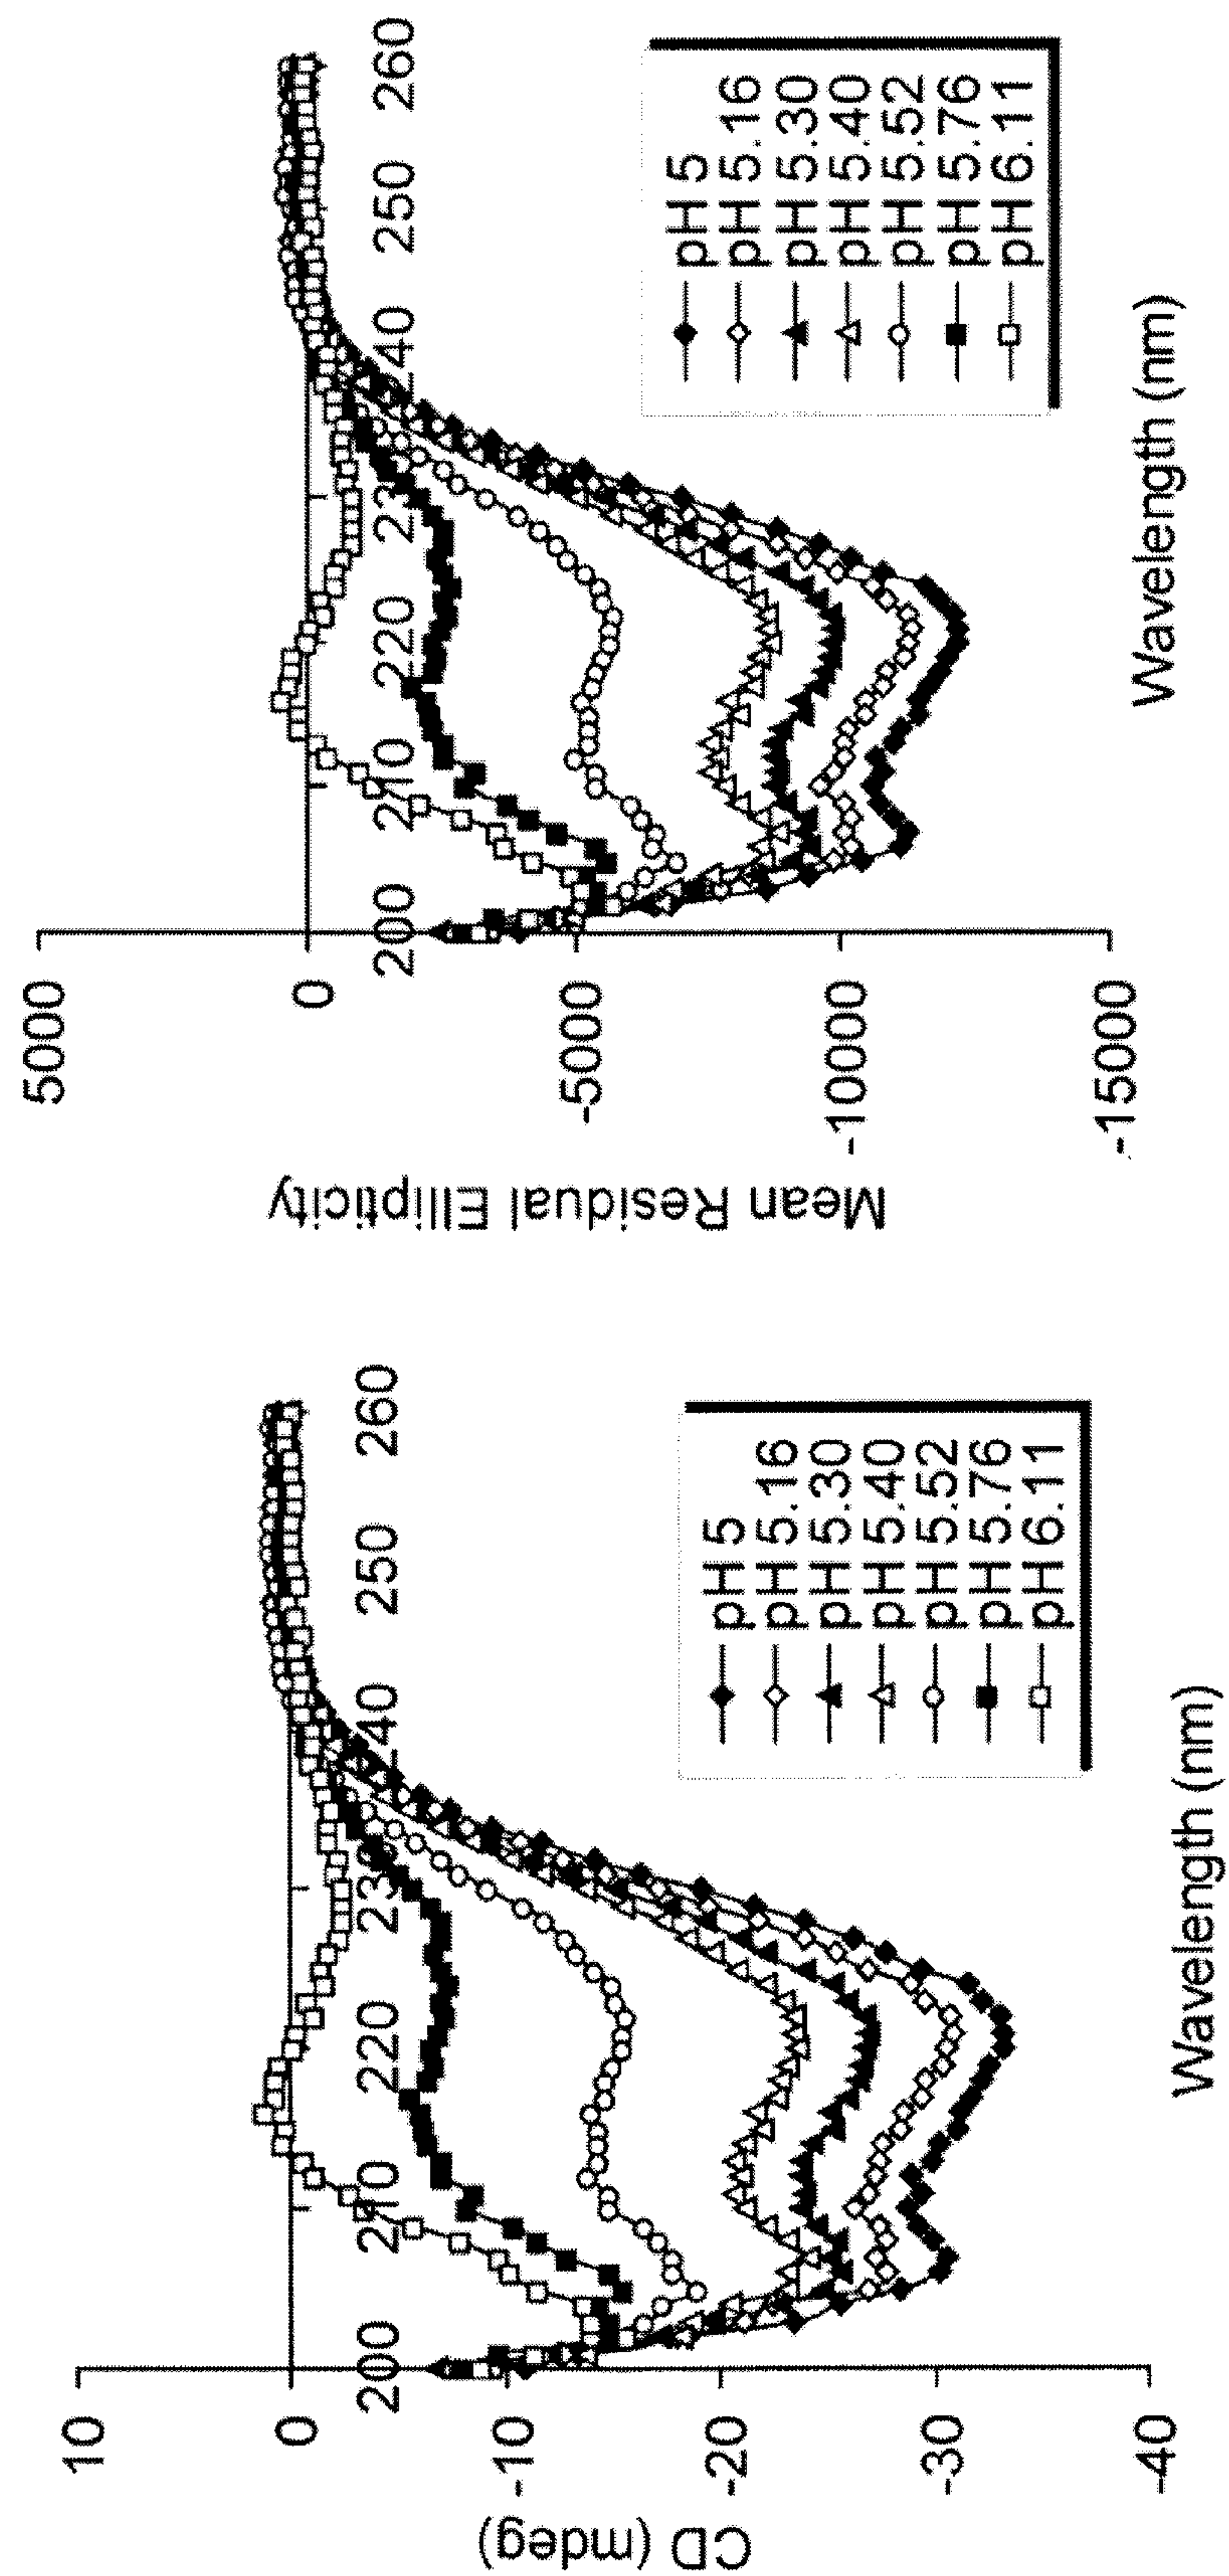 CD (mdeg)
10
0
-10
-20
-30
-40
200
210
220
230
240
250
260
pH 5
pH 5.16
pH 5.30
pH 5.40
pH 5.52
pH 5.76
pH 6.11
Wavelength (nm)
Mean Residual Ellipticity
5000
0
-5000
-10000
-15000
200
210
220
230
240
250
260
pH 5
pH 5.16
pH 5.30
pH 5.40
pH 5.52
pH 5.76
pH 6.11
Wavelength (nm)